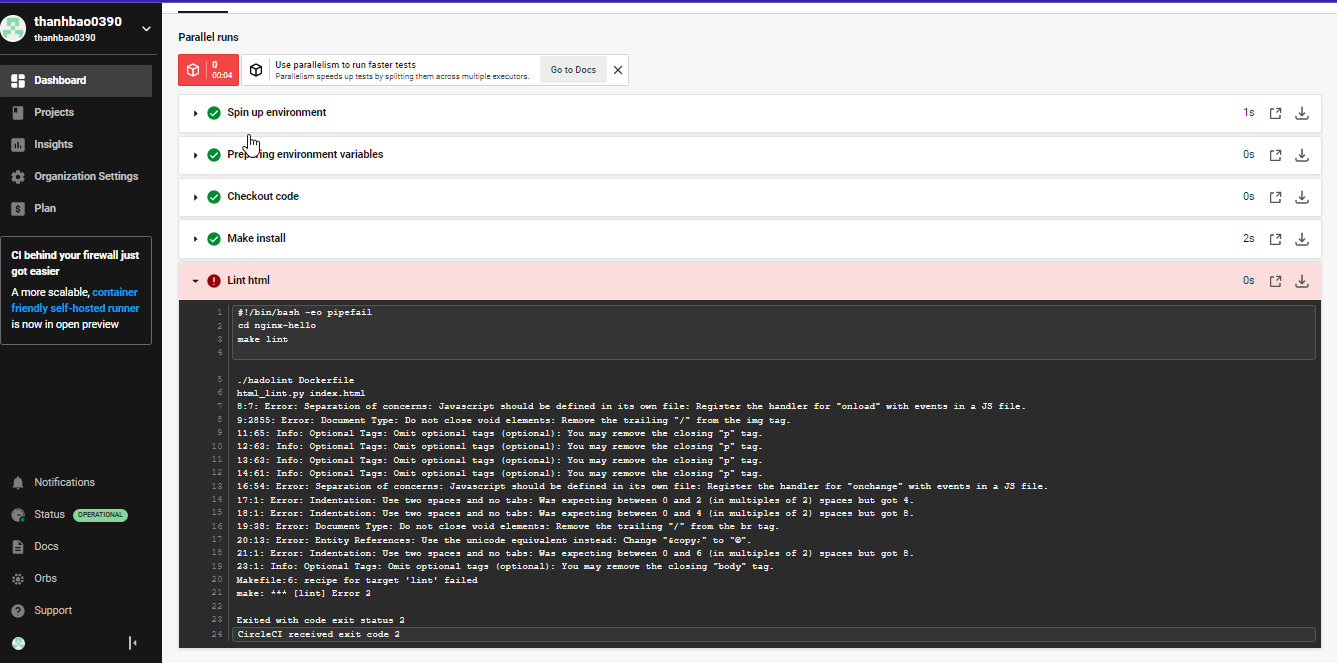 thanhbao0390
thanhbao0390
Dashboard
Projects
Insights
Organization Settings
$ Plan
CI behind your firewall just
got easier
A more scalable, container
friendly self-hosted runner
is now in open preview
Notifications
Status OPERATIONAL
Docs
Orbs
? Support
Parallel runs
0
00:04
Use parallelism to run faster tests
Parallelism speeds up tests by splitting them across multiple executors.
Go to Docs
Spin up environment 1s
Preparing environment variables 0s
Checkout code 0s
Make install 2s
Lint html 0s
1 #!/bin/bash -eo pipefail
2 cd nginx-hello
3 make lint
4
5 ./hadolint Dockerfile
6 html_lint.py index.html
7 8:7: Error: Separation of concerns: Javascript should be defined in its own file: Register the handler for "onload" with events in a JS file.
8 9:2855: Error: Document Type: Do not close void elements: Remove the trailing "/" from the img tag.
9 11:65: Info: Optional Tags: Omit optional tags (optional): You may remove the closing "p" tag.
10 12:63: Info: Optional Tags: Omit optional tags (optional): You may remove the closing "p" tag.
11 13:63: Info: Optional Tags: Omit optional tags (optional): You may remove the closing "p" tag.
12 14:61: Info: Optional Tags: Omit optional tags (optional): You may remove the closing "p" tag.
13 16:54: Error: Separation of concerns: Javascript should be defined in its own file: Register the handler for "onchange" with events in a JS file.
14 17:1: Error: Indentation: Use two spaces and no tabs: Was expecting between 0 and 2 (in multiples of 2) spaces but got 4.
15 18:1: Error: Indentation: Use two spaces and no tabs: Was expecting between 0 and 4 (in multiples of 2) spaces but got 8.
16 19:38: Error: Document Type: Do not close void elements: Remove the trailing "/" from the br tag.
17 20:13: Error: Entity References: Use the unicode equivalent instead: Change "&copy;" to "©".
18 21:1: Error: Indentation: Use two spaces and no tabs: Was expecting between 0 and 6 (in multiples of 2) spaces but got 8.
19 23:1: Info: Optional Tags: Omit optional tags (optional): You may remove the closing "body" tag.
20 Makefile:6: recipe for target 'lint' failed
21 make: *** [lint] Error 2
22
23 Exited with code exit status 2
24 CircleCI received exit code 2